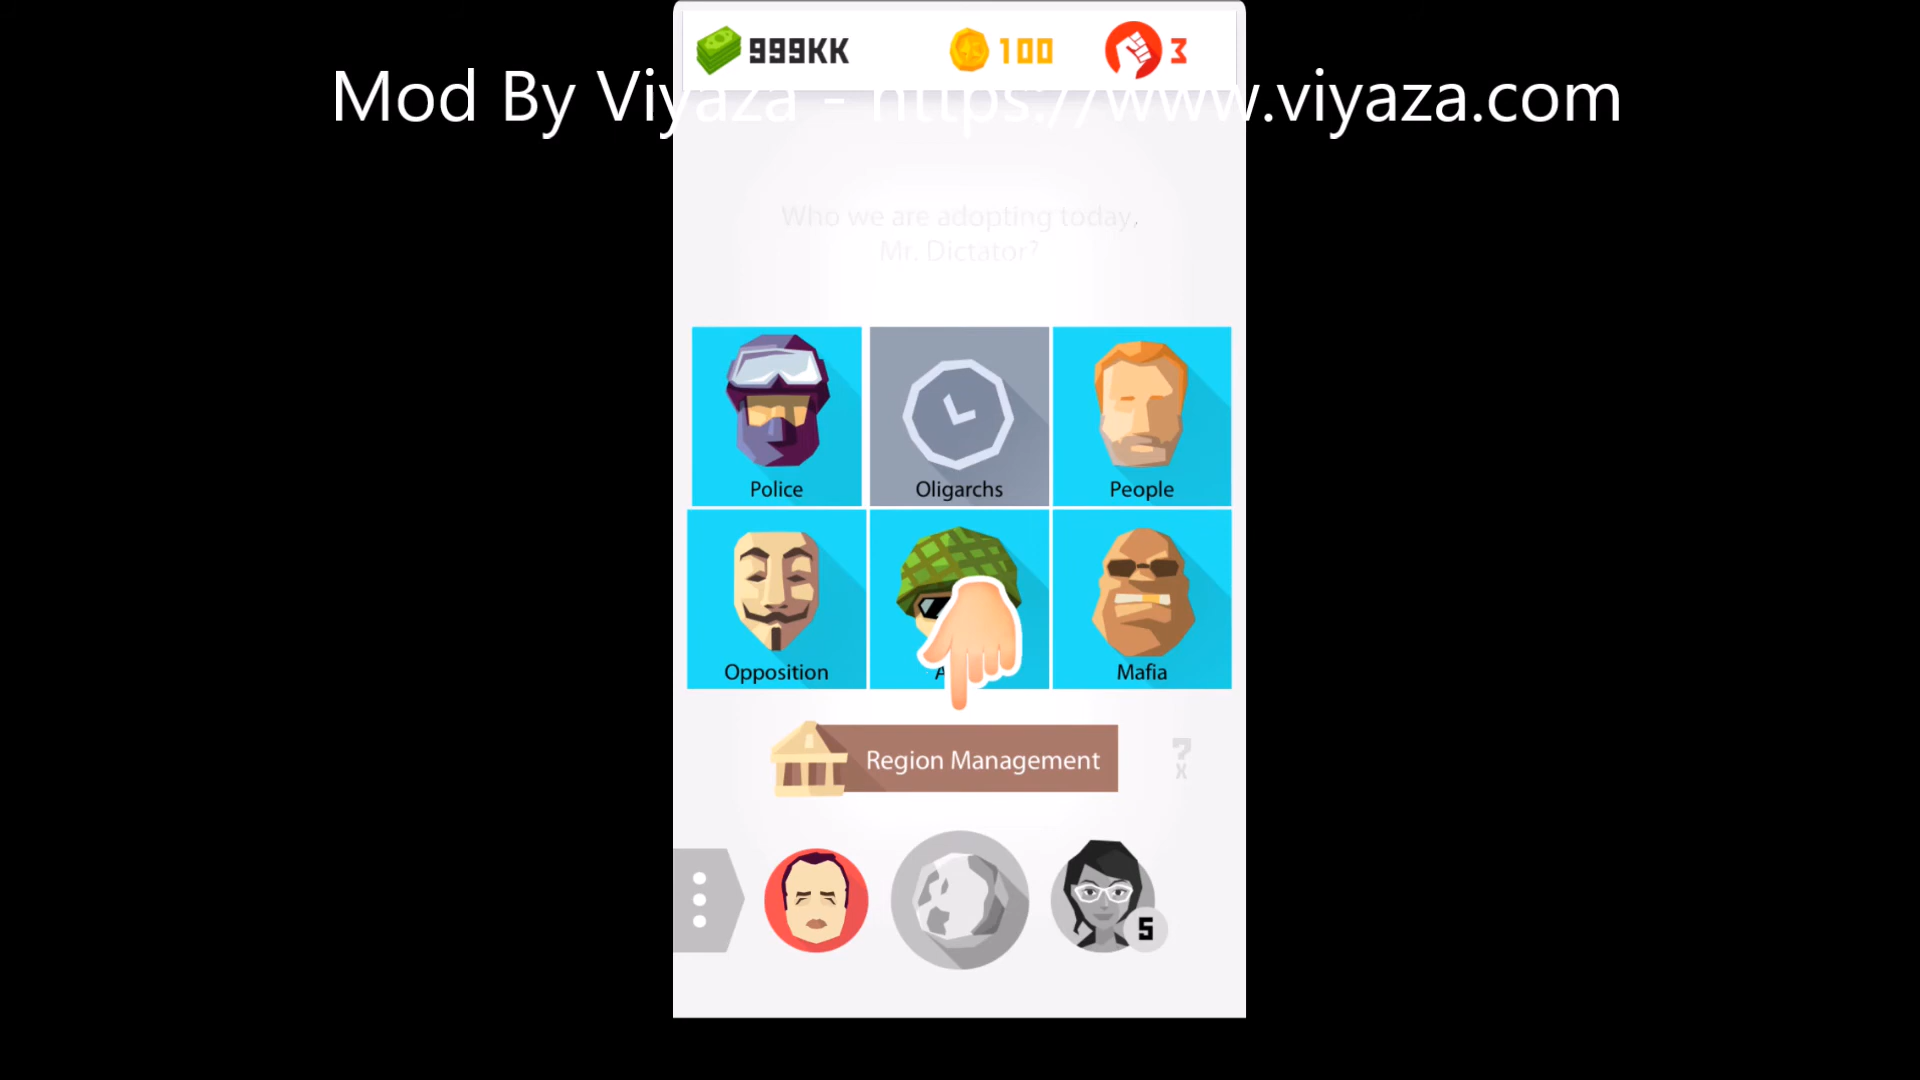 999KK 100 3
Mod By Viyaza - https://www.viyaza.com
Who we are adopting today,
Mr. Dictator?
Police Oligarchs People
Opposition Mafia
Region Management ?
x
5